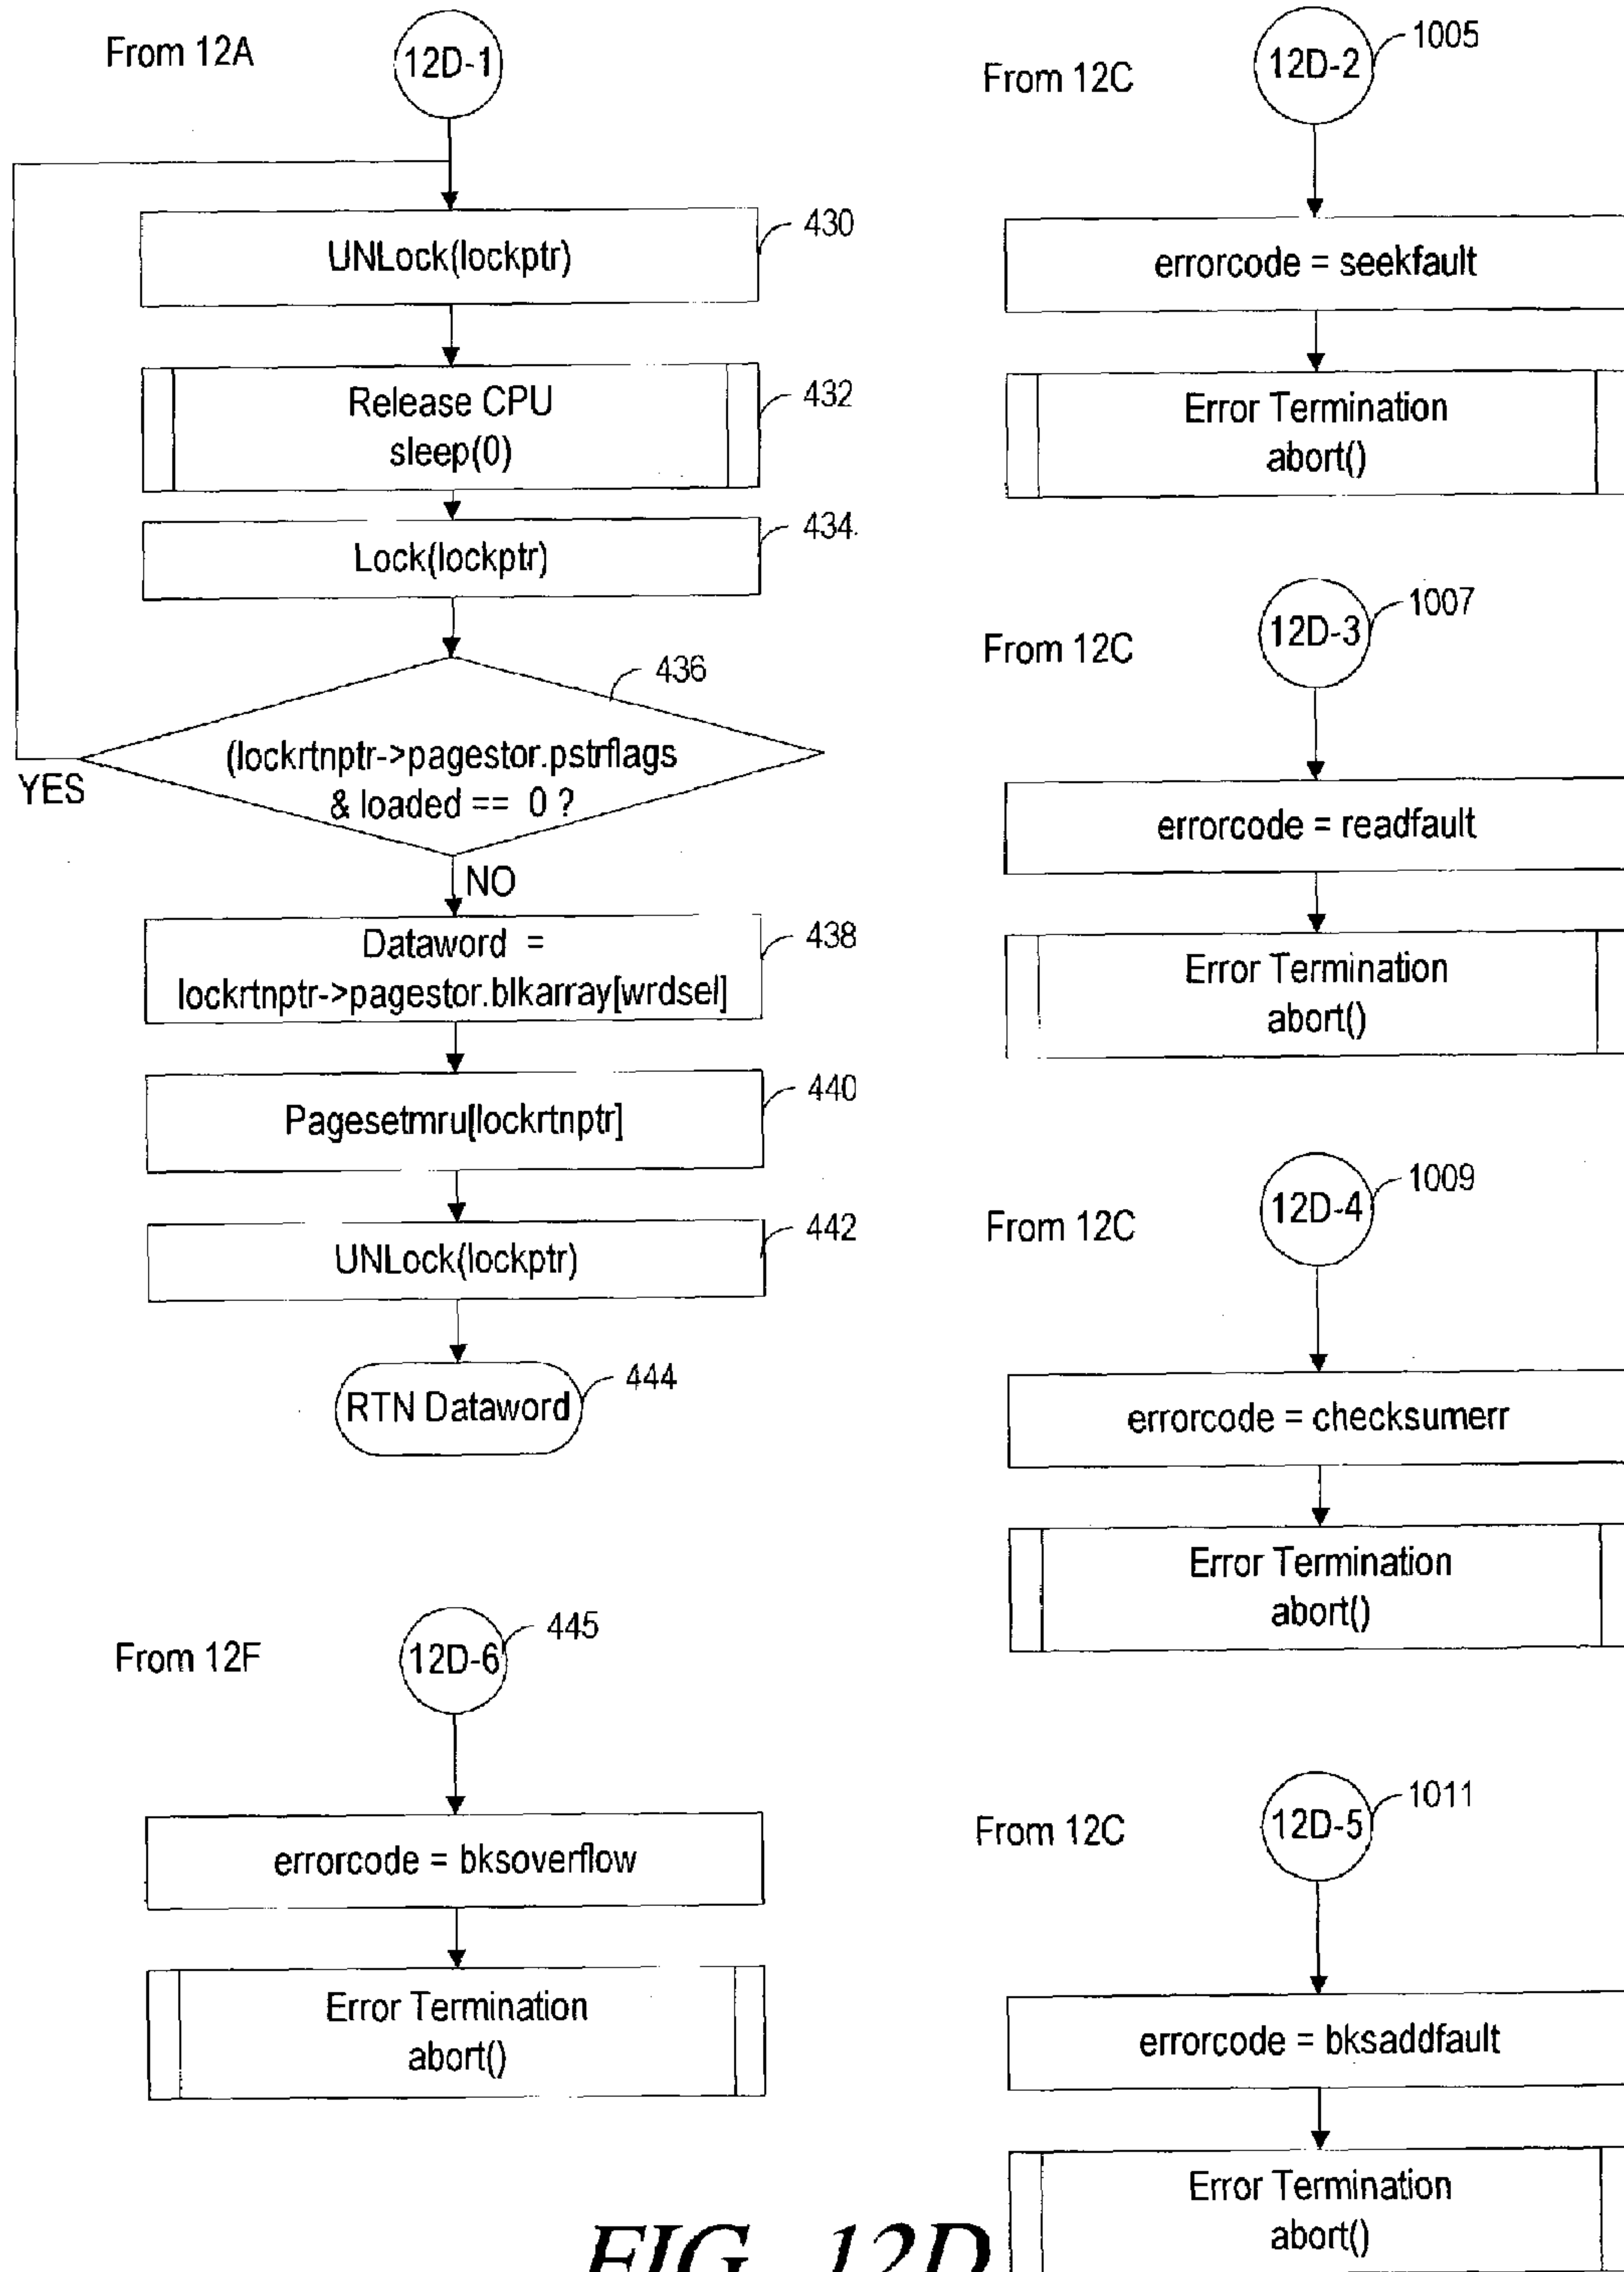 From 12A
12D-1
430
UNLock(lockptr)
432
Release CPU
sleep(0)
434
Lock(lockptr)
436
(lockrtnptr->pagestor.pstrflags
& loaded == 0 ?
YES
NO
438
Dataword =
lockrtnptr->pagestor.blkarray[wrdsel]
440
Pagesetmru[lockrtnptr]
442
UNLock(lockptr)
444
RTN Dataword
From 12F
12D-6
445
errorcode = bksoverflow
Error Termination
abort()
From 12C
12D-2
1005
errorcode = seekfault
Error Termination
abort()
From 12C
12D-3
1007
errorcode = readfault
Error Termination
abort()
From 12C
12D-4
1009
errorcode = checksumerr
Error Termination
abort()
From 12C
12D-5
1011
errorcode = bksaddfault
Error Termination
abort()
FIG. 12D